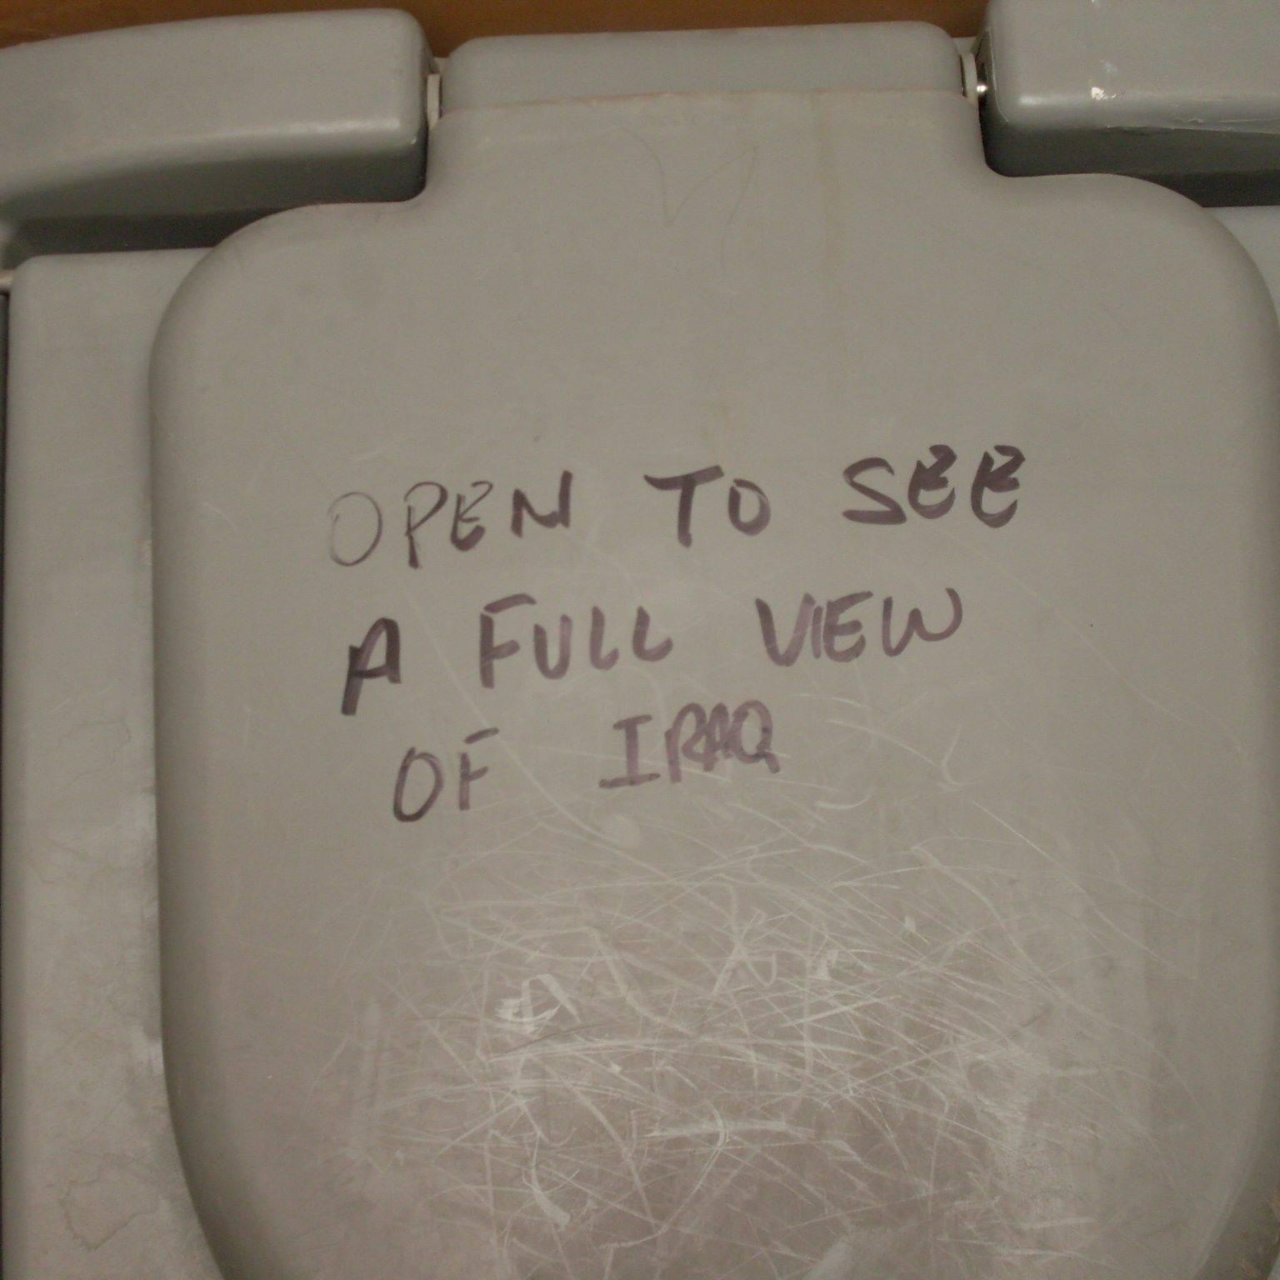 OPEN TO SEE
A FULL VIEW
OF IRAQ